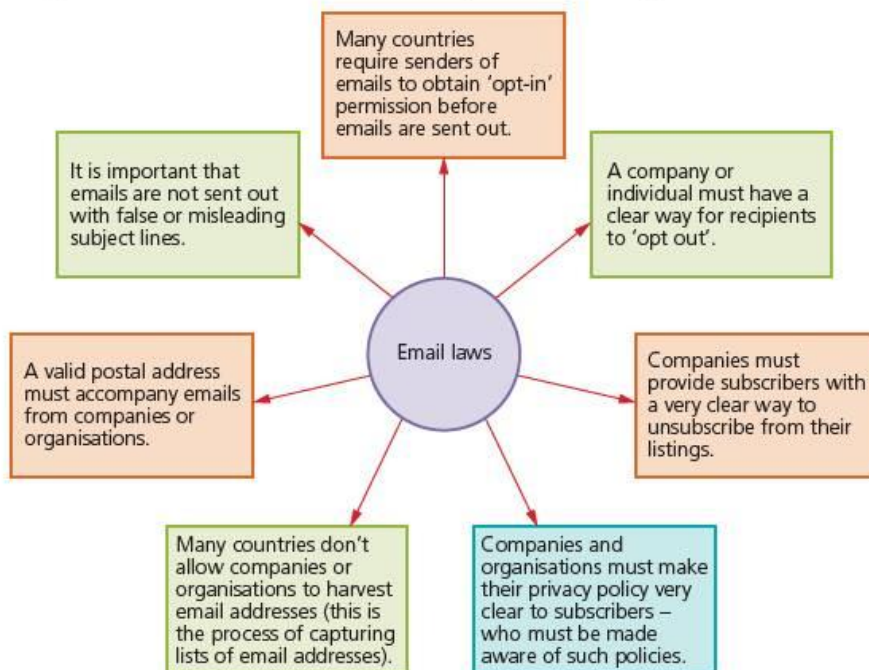 Many countries
require senders of
emails to obtain ‘opt-in’
permission before
emails are sent out.
It is important that
emails are not sent out
with false or misleading
subject lines.
A company or
individual must have a
clear way for recipients
to ‘opt out’.
Email laws
A valid postal address
must accompany emails
from companies or
organisations.
Companies must
provide subscribers with
a very clear way to
unsubscribe from their
listings.
Many countries don’t
allow companies or
organisations to harvest
email addresses (this is
the process of capturing
lists of email addresses).
Companies and
organisations must make
their privacy policy very
clear to subscribers –
who must be made
aware of such policies.